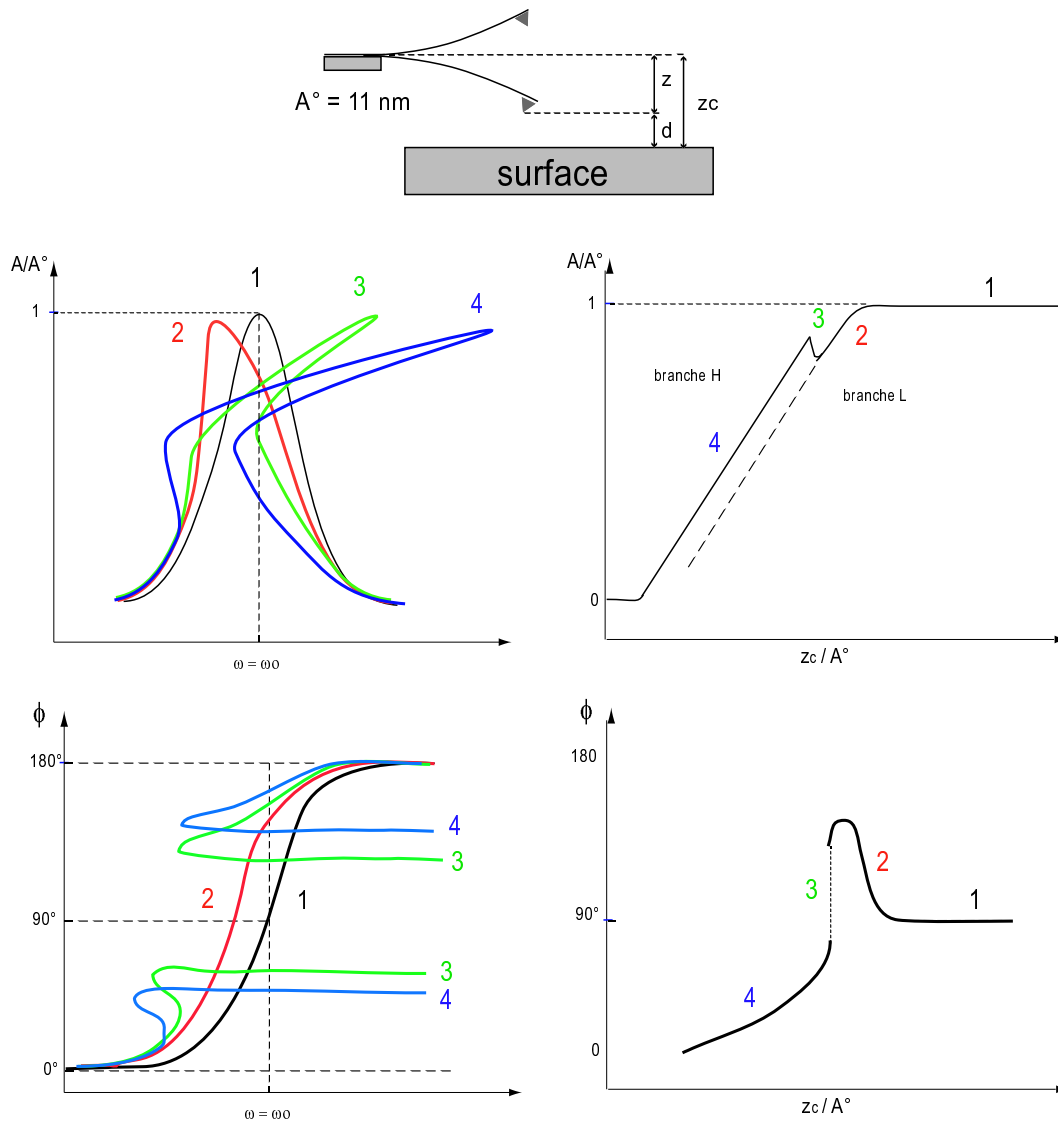 z
zc
A° = 11 nm
d
surface
A/A°
1
1
2
3
4
ω = ωo
A/A°
1
1
3
2
branche H
branche L
4
0
zc / A°
ϕ
180°
4
3
2
1
90°
3
4
0°
ω = ωo
ϕ
180
2
3
1
90°
4
0
zc / A°